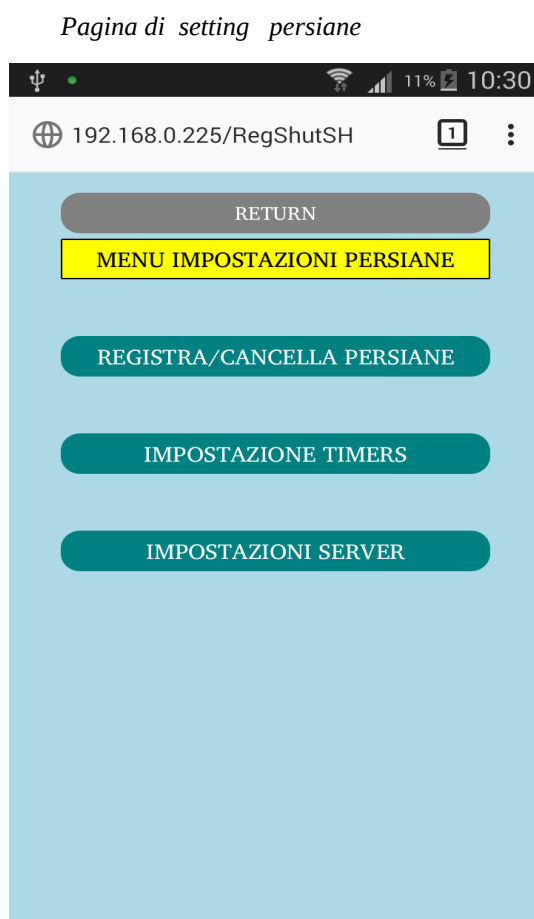 Pagina di setting persiane
11% 10:30
192.168.0.225/RegShutSH 1
RETURN
MENU IMPOSTAZIONI PERSIANE
REGISTRA/CANCELLA PERSIANE
IMPOSTAZIONE TIMERS
IMPOSTAZIONI SERVER